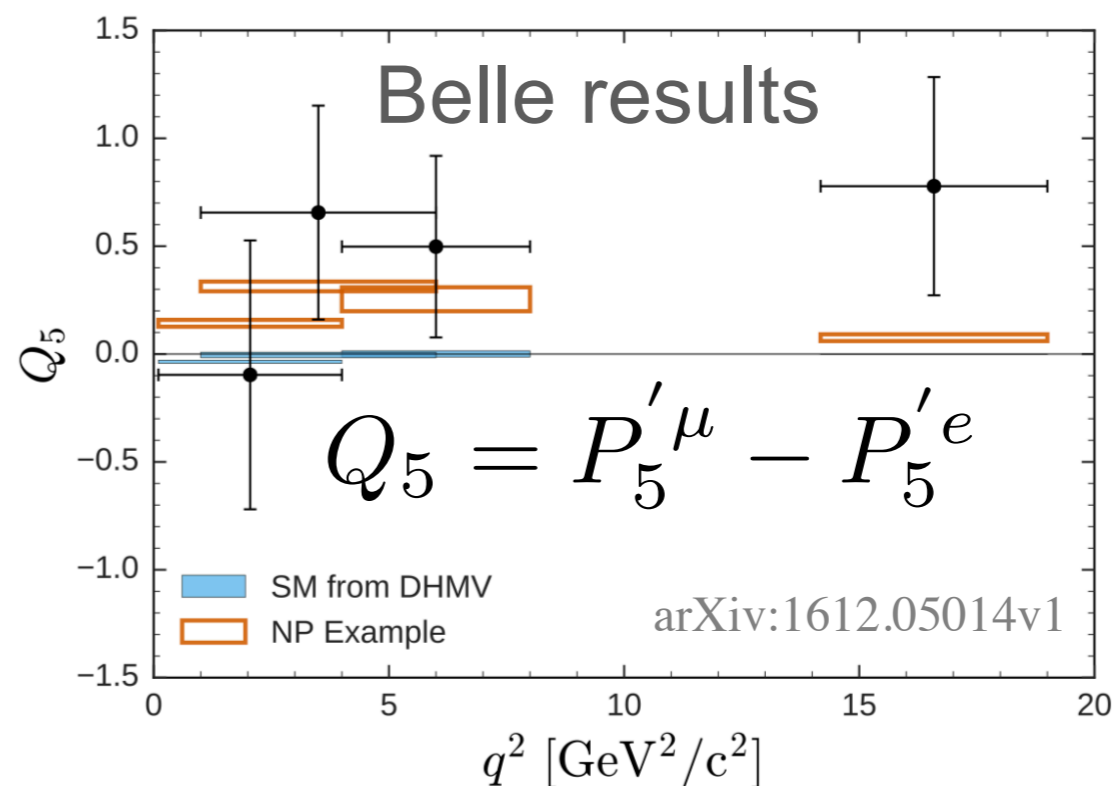 Belle results
1.5
1.0
0.5
0.0
−0.5
−1.0
−1.5
Q₅
Q₅ = P₅′^μ − P₅′^e
SM from DHMV
NP Example
arXiv:1612.05014v1
0 5 10 15 20
q² [GeV²/c²]